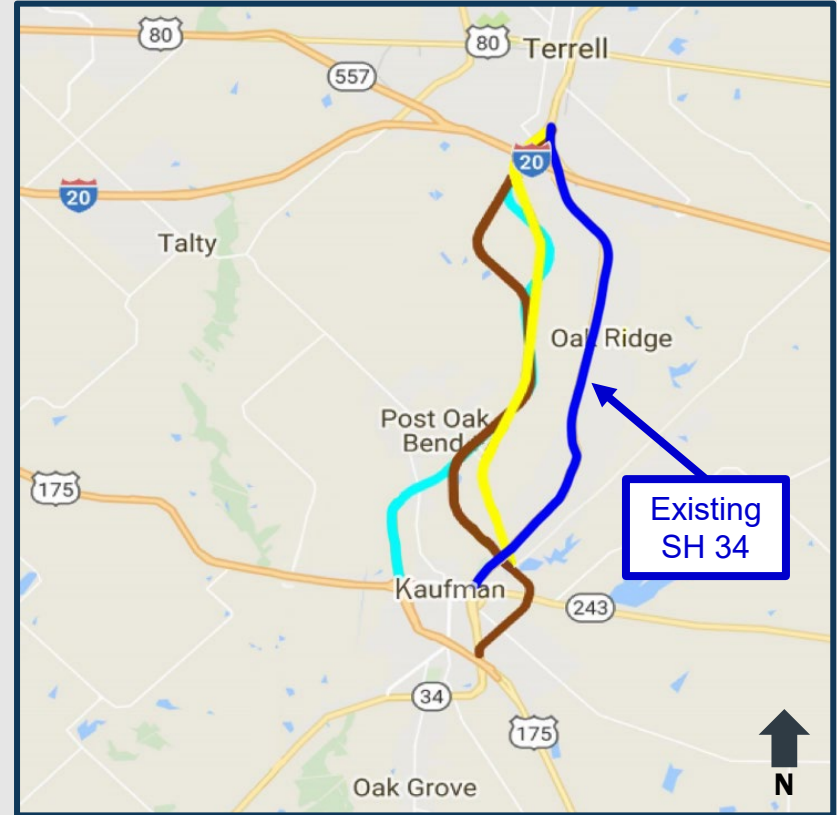 80
80
Terrell
557
20
20
Talty
Oak Ridge
Post Oak
Bend
175
Existing
SH 34
Kaufman
243
34
175
Oak Grove
N